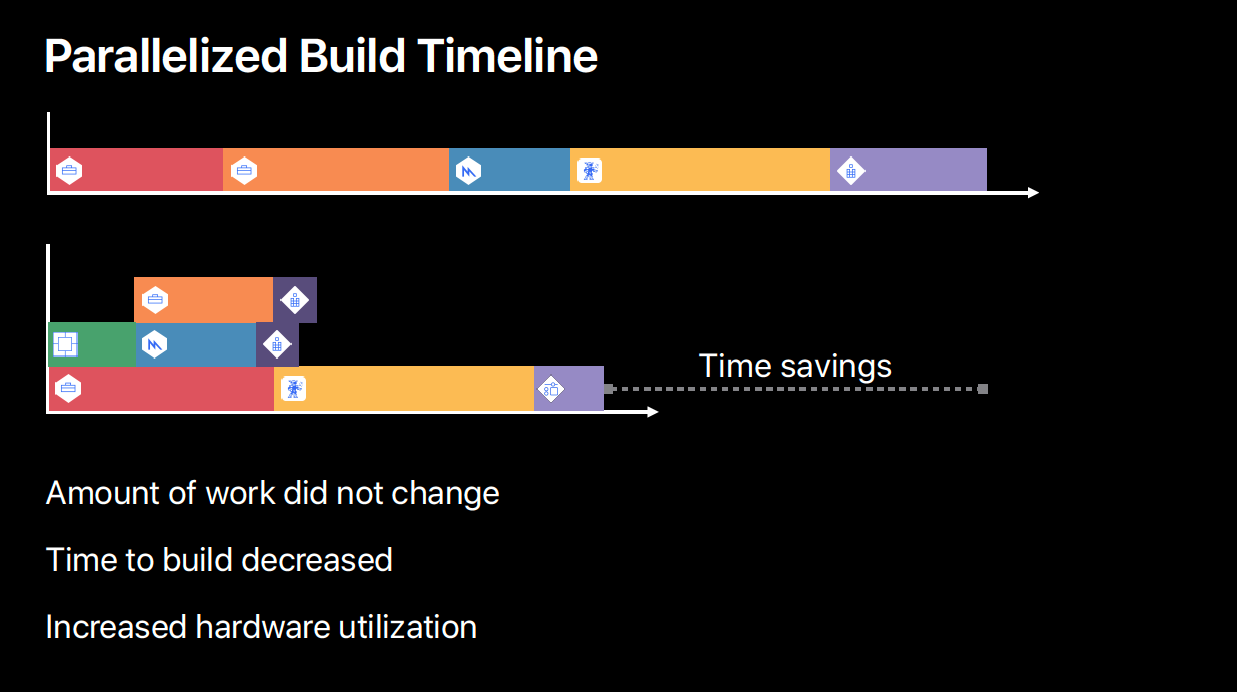 Parallelized Build Timeline
Time savings
Amount of work did not change
Time to build decreased
Increased hardware utilization